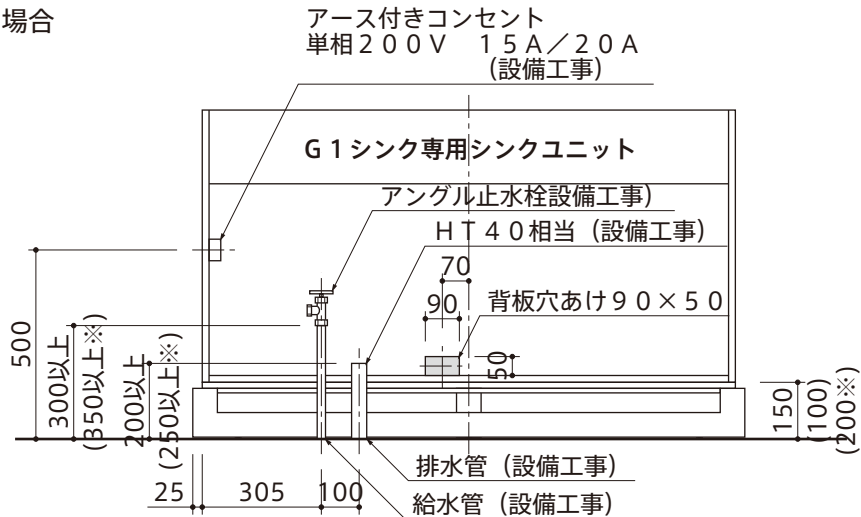 場合
アース付きコンセント
単相２００Ｖ　１５Ａ／２０Ａ
(設備工事)
Ｇ１シンク専用シンクユニット
アングル止水栓設備工事)
ＨＴ４０相当（設備工事）
70
90
背板穴あけ９０×５０
50
500
300以上
(350以上※)
200以上
(250以上※)
150
(100)
(200※)
排水管（設備工事）
25
305
100
給水管（設備工事）